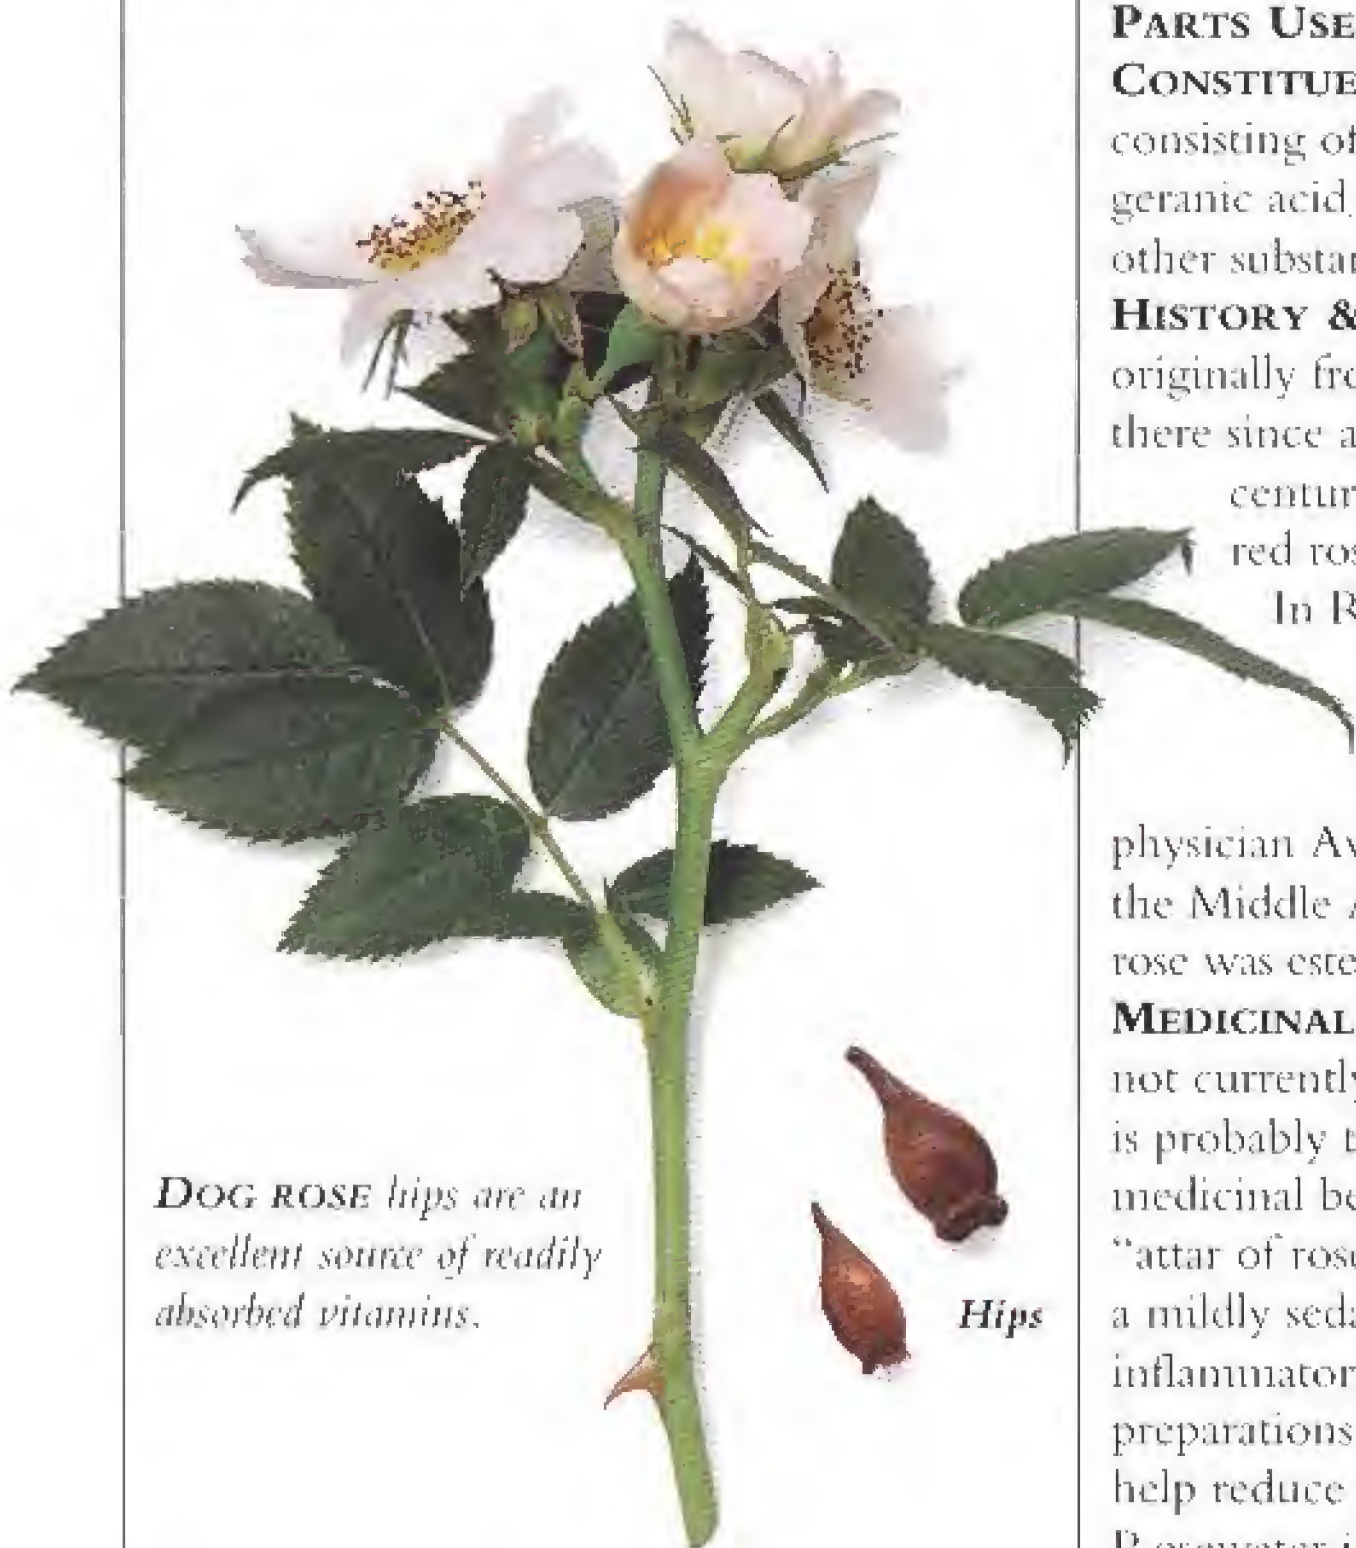 DOG ROSE hips are an
excellent source of readily
absorbed vitamins.
Hips
PARTS USE
CONSTITUE
consisting of
geranic acid,
other substan
HISTORY &
originally fro
there since a
centur
red ros
In R
physician Av
the Middle A
rose was este
MEDICINAL
not currently
is probably t
medicinal be
"attar of rose
a mildly seda
inflammator
preparations
help reduce